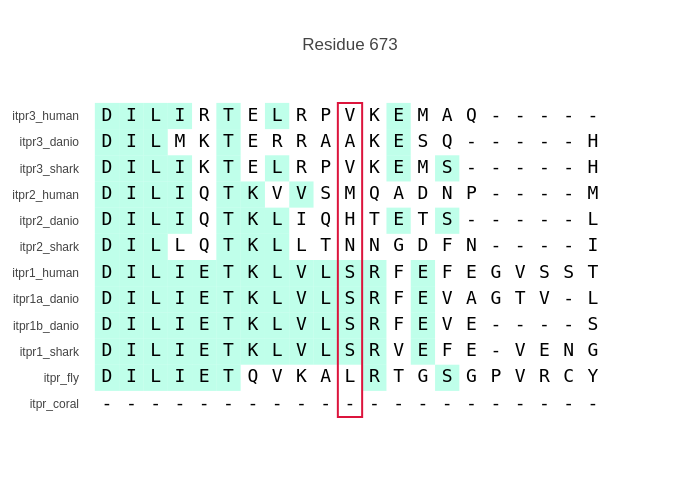 Residue 673
itpr3_human D I L I R T E L R P V K E M A Q - - - - -
itpr3_danio D I L M K T E R R A A K E S Q - - - - - H
itpr3_shark D I L I K T E L R P V K E M S - - - - - H
itpr2_human D I L I Q T K V V S M Q A D N P - - - - M
itpr2_danio D I L I Q T K L I Q H T E T S - - - - - L
itpr2_shark D I L L Q T K L L T N N G D F N - - - - I
itpr1_human D I L I E T K L V L S R F E F E G V S S T
itpr1a_danio D I L I E T K L V L S R F E V A G T V - L
itpr1b_danio D I L I E T K L V L S R F E V E - - - - S
itpr1_shark D I L I E T K L V L S R V E F E - V E N G
itpr_fly D I L I E T Q V K A L R T G S G P V R C Y
itpr_coral - - - - - - - - - - - - - - - - - - - - -